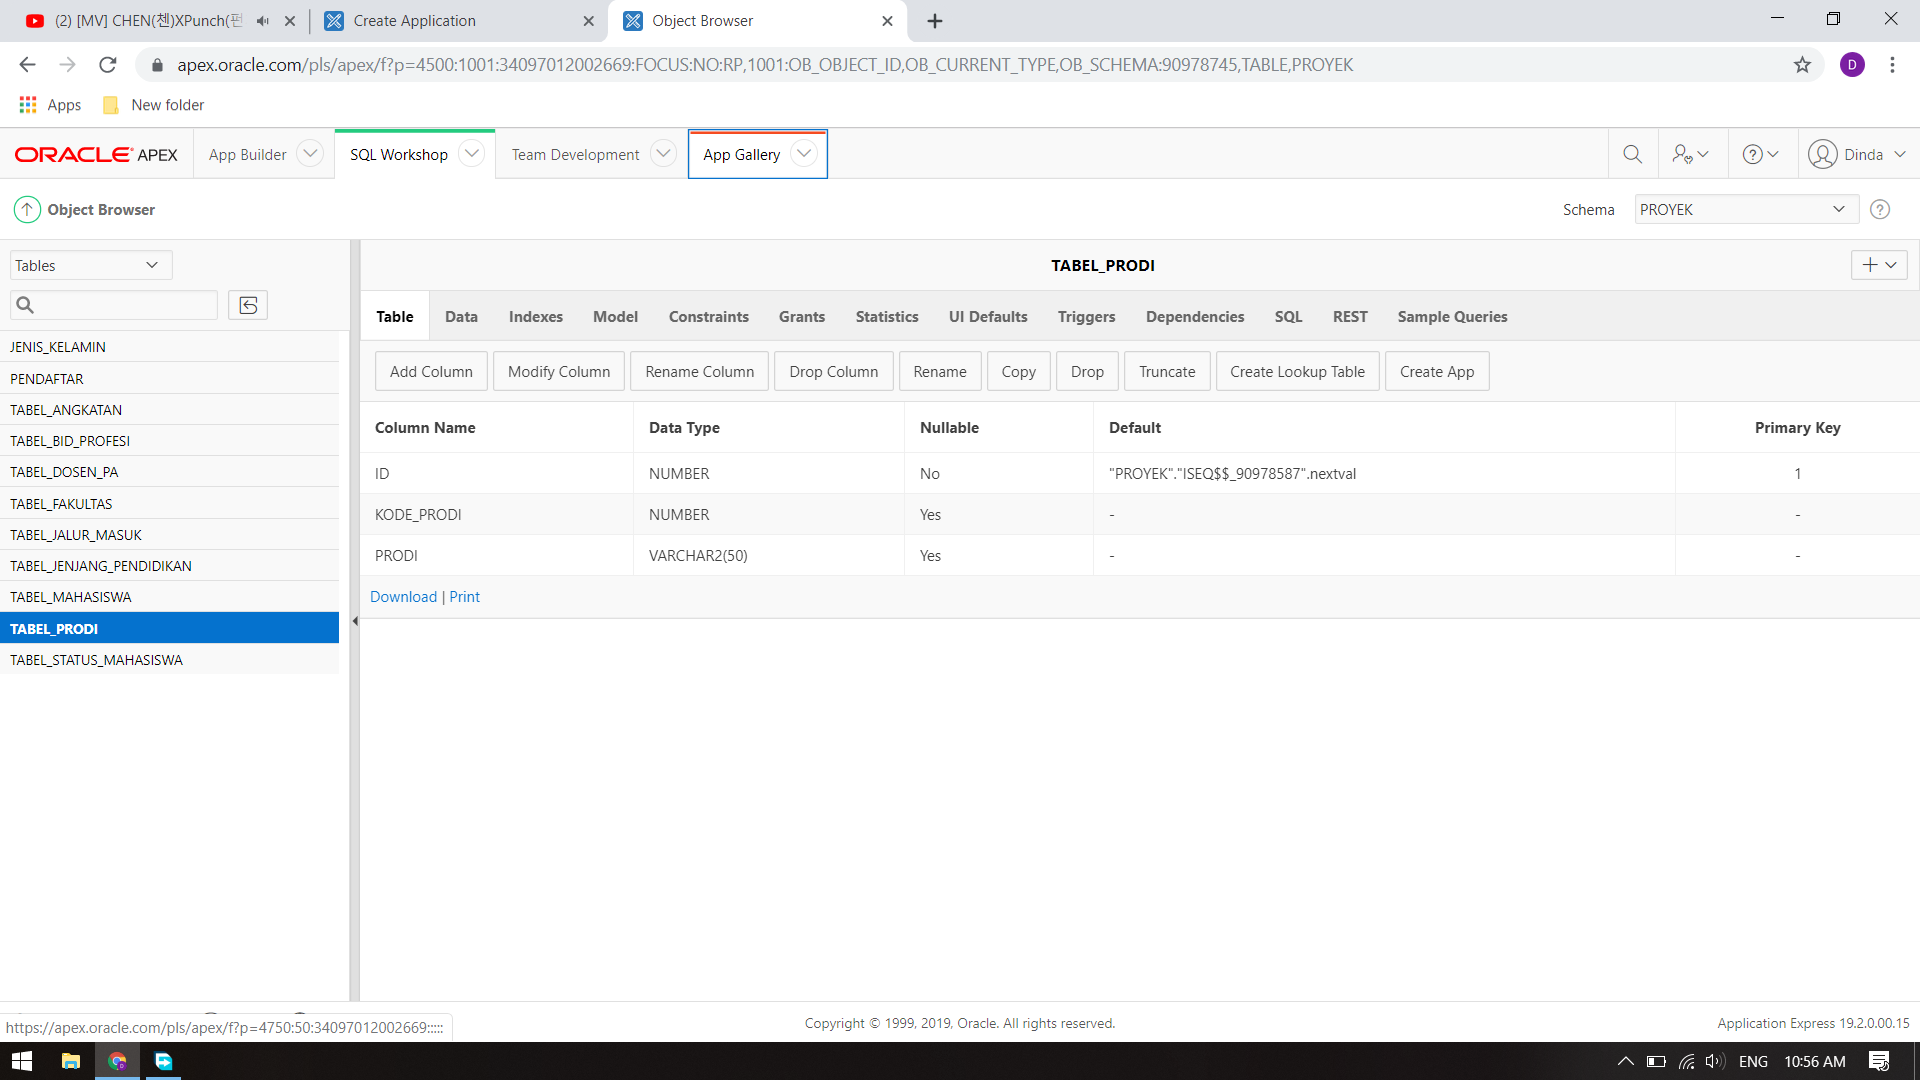 (2) [MV] CHEN(첸)XPunch(펀
Create Application
Object Browser
apex.oracle.com/pls/apex/f?p=4500:1001:34097012002669:FOCUS:NO:RP,1001:OB_OBJECT_ID,OB_CURRENT_TYPE,OB_SCHEMA:90978745,TABLE,PROYEK
D
Apps
New folder
ORACLE APEX
App Builder
SQL Workshop
Team Development
App Gallery
Dinda
Object Browser
Schema
PROYEK
Tables
TABEL_PRODI
Table
Data
Indexes
Model
Constraints
Grants
Statistics
UI Defaults
Triggers
Dependencies
SQL
REST
Sample Queries
Add Column
Modify Column
Rename Column
Drop Column
Rename
Copy
Drop
Truncate
Create Lookup Table
Create App
JENIS_KELAMIN
PENDAFTAR
TABEL_ANGKATAN
TABEL_BID_PROFESI
TABEL_DOSEN_PA
TABEL_FAKULTAS
TABEL_JALUR_MASUK
TABEL_JENJANG_PENDIDIKAN
TABEL_MAHASISWA
TABEL_PRODI
TABEL_STATUS_MAHASISWA
Column Name Data Type Nullable Default Primary Key
ID NUMBER No "PROYEK"."ISEQ$$_90978587".nextval 1
KODE_PRODI NUMBER Yes - -
PRODI VARCHAR2(50) Yes - -
Download | Print
https://apex.oracle.com/pls/apex/f?p=4750:50:34097012002669:::::
Copyright © 1999, 2019, Oracle. All rights reserved.
Application Express 19.2.0.00.15
ENG
10:56 AM